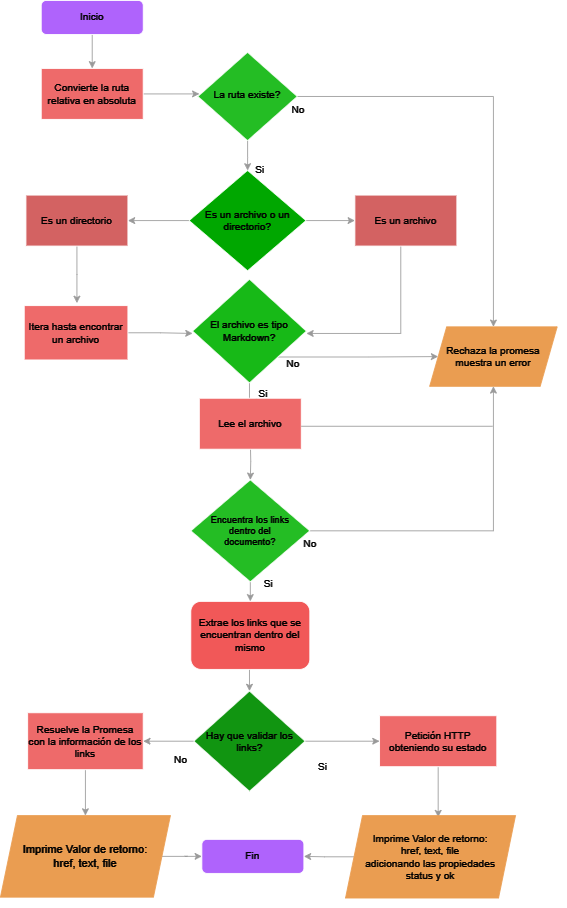 Inicio
Convierte la ruta
relativa en absoluta
La ruta existe?
No
Si
Es un archivo o un
directorio?
Es un directorio
Es un archivo
Itera hasta encontrar
un archivo
El archivo es tipo
Markdown?
No
Rechaza la promesa
muestra un error
Si
Lee el archivo
Encuentra los links
dentro del
documento?
No
Si
Extrae los links que se
encuentran dentro del
mismo
Hay que validar los
links?
No
Si
Resuelve la Promesa
con la información de los
links
Petición HTTP
obteniendo su estado
Imprime Valor de retorno:
href, text, file
Fin
Imprime Valor de retorno:
href, text, file
adicionando las propiedades
status y ok